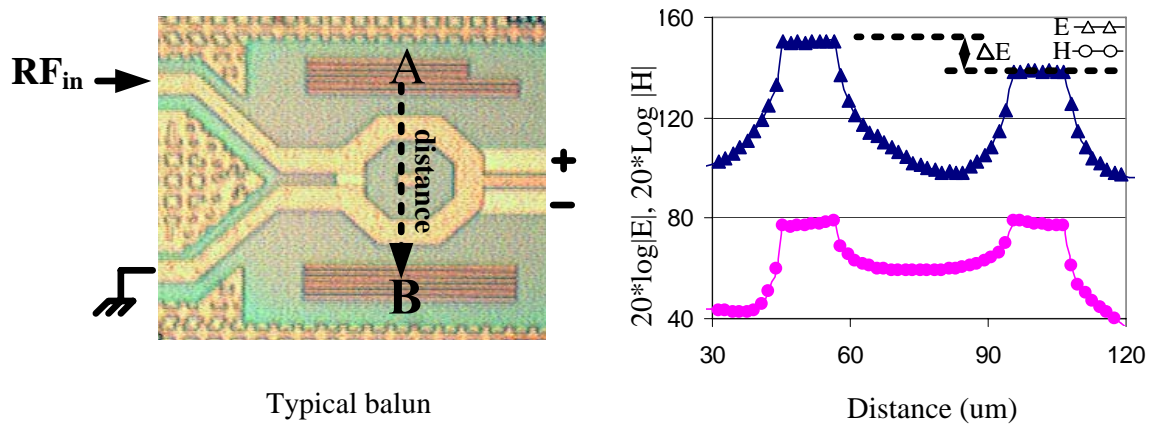 RFin
A
distance
B
+
−
Typical balun
20*log|E|, 20*Log |H|
160
120
80
40
E
H
ΔE
30
60
90
120
Distance (um)